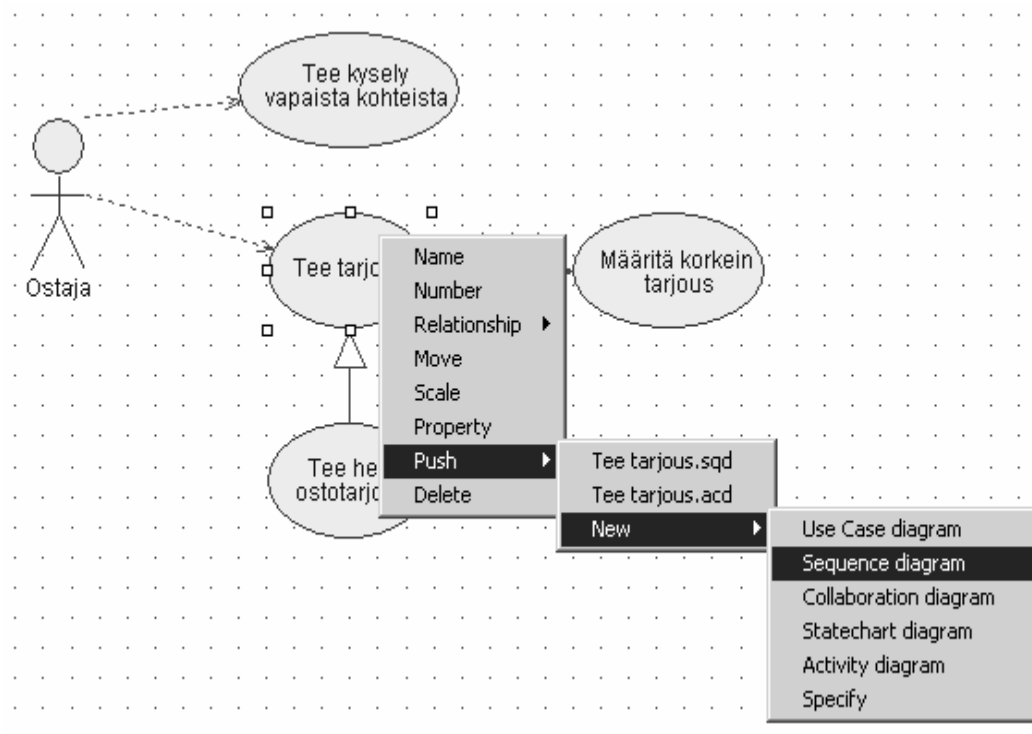 Tee kysely
vapaista kohteista
Ostaja
Tee tarjo
Määritä korkein
tarjous
Tee he
ostotarjo
Name
Number
Relationship
Move
Scale
Property
Push
Delete
Tee tarjous.sqd
Tee tarjous.acd
New
Use Case diagram
Sequence diagram
Collaboration diagram
Statechart diagram
Activity diagram
Specify